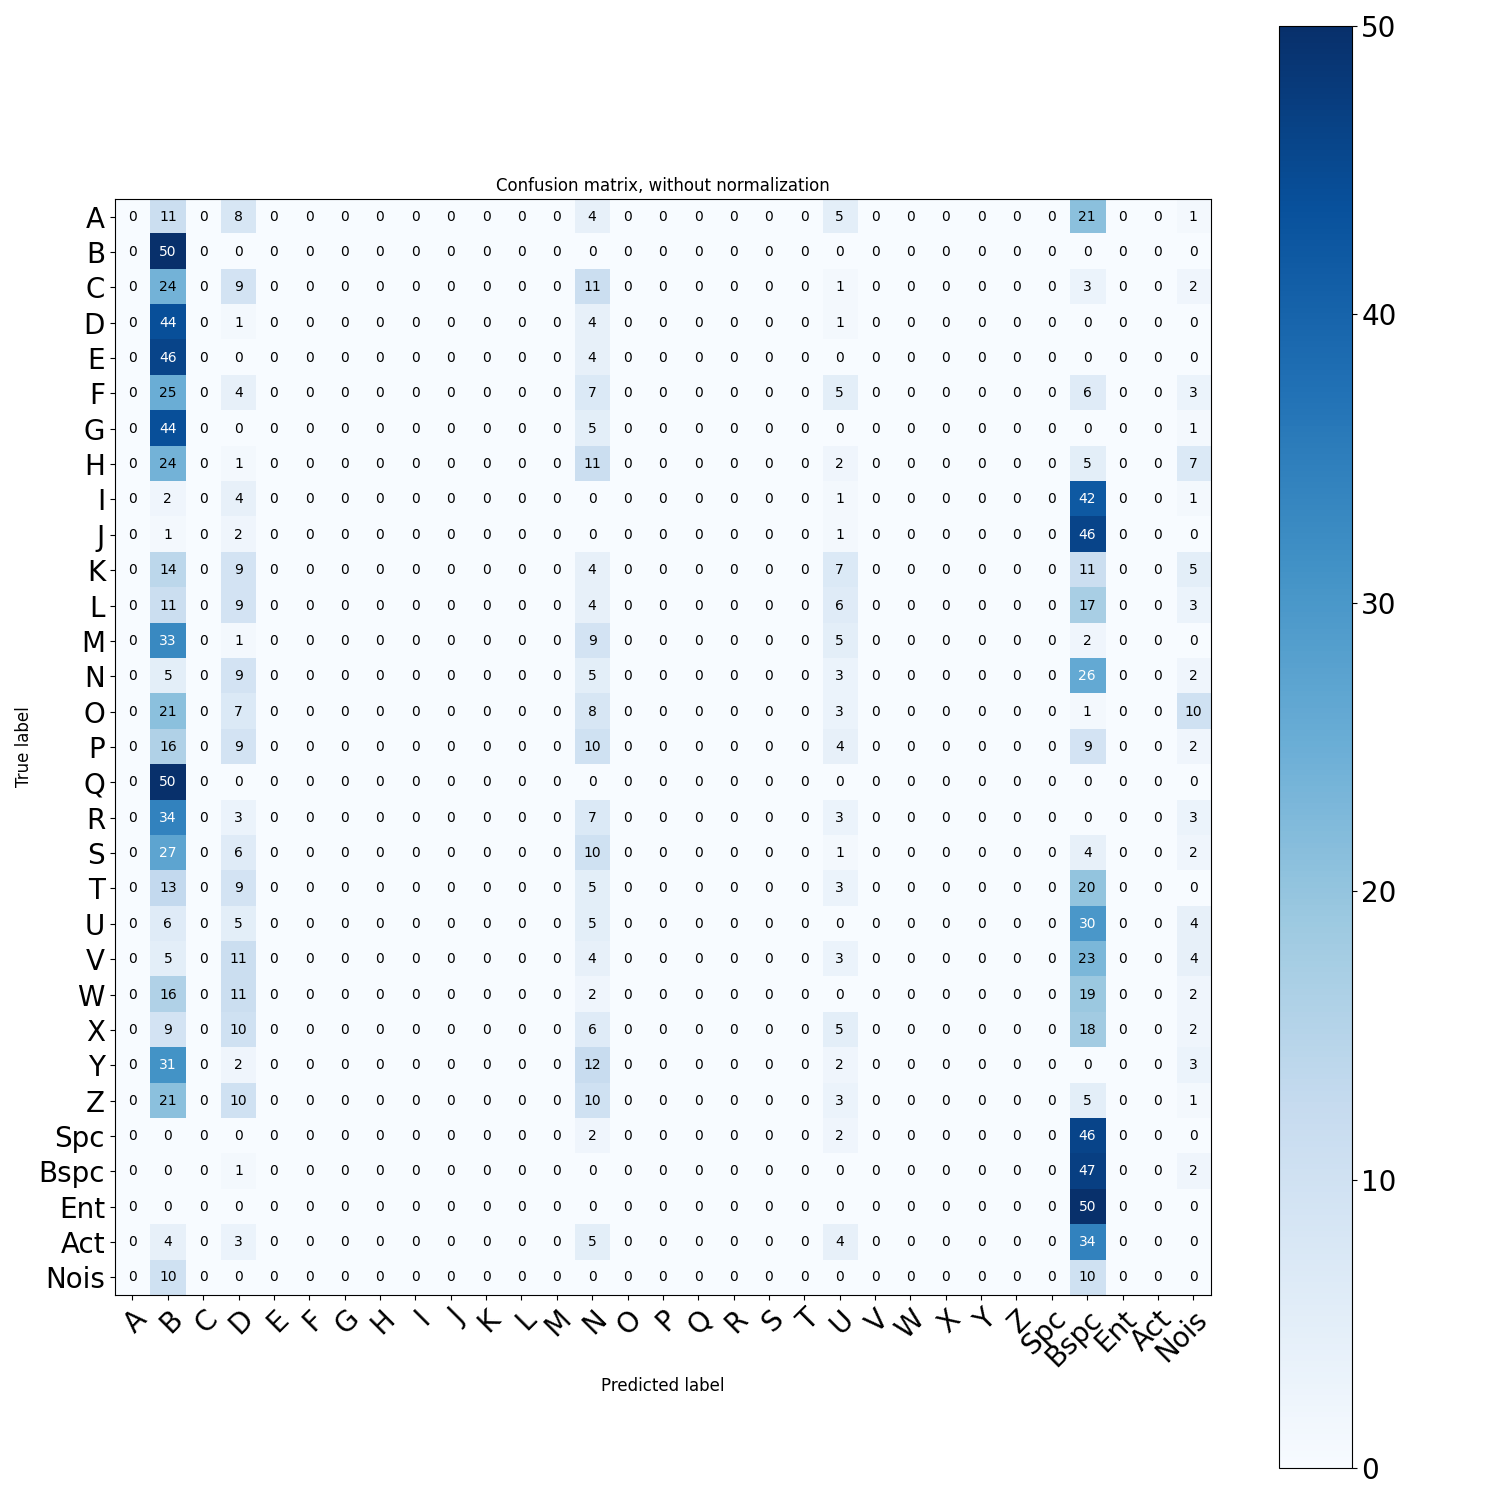 Confusion matrix, without normalization
True label
A 0 11 0 8 0 0 0 0 0 0 0 0 0 4 0 0 0 0 0 0 5 0 0 0 0 0 0 21 0 0 1
B 0 50 0 0 0 0 0 0 0 0 0 0 0 0 0 0 0 0 0 0 0 0 0 0 0 0 0 0 0 0 0
C 0 24 0 9 0 0 0 0 0 0 0 0 0 11 0 0 0 0 0 0 1 0 0 0 0 0 0 3 0 0 2
D 0 44 0 1 0 0 0 0 0 0 0 0 0 4 0 0 0 0 0 0 1 0 0 0 0 0 0 0 0 0 0
E 0 46 0 0 0 0 0 0 0 0 0 0 0 4 0 0 0 0 0 0 0 0 0 0 0 0 0 0 0 0 0
F 0 25 0 4 0 0 0 0 0 0 0 0 0 7 0 0 0 0 0 0 5 0 0 0 0 0 0 6 0 0 3
G 0 44 0 0 0 0 0 0 0 0 0 0 0 5 0 0 0 0 0 0 0 0 0 0 0 0 0 0 0 0 1
H 0 24 0 1 0 0 0 0 0 0 0 0 0 11 0 0 0 0 0 0 2 0 0 0 0 0 0 5 0 0 7
I 0 2 0 4 0 0 0 0 0 0 0 0 0 0 0 0 0 0 0 0 1 0 0 0 0 0 0 42 0 0 1
J 0 1 0 2 0 0 0 0 0 0 0 0 0 0 0 0 0 0 0 0 1 0 0 0 0 0 0 46 0 0 0
K 0 14 0 9 0 0 0 0 0 0 0 0 0 4 0 0 0 0 0 0 7 0 0 0 0 0 0 11 0 0 5
L 0 11 0 9 0 0 0 0 0 0 0 0 0 4 0 0 0 0 0 0 6 0 0 0 0 0 0 17 0 0 3
M 0 33 0 1 0 0 0 0 0 0 0 0 0 9 0 0 0 0 0 0 5 0 0 0 0 0 0 2 0 0 0
N 0 5 0 9 0 0 0 0 0 0 0 0 0 5 0 0 0 0 0 0 3 0 0 0 0 0 0 26 0 0 2
O 0 21 0 7 0 0 0 0 0 0 0 0 0 8 0 0 0 0 0 0 3 0 0 0 0 0 0 1 0 0 10
P 0 16 0 9 0 0 0 0 0 0 0 0 0 10 0 0 0 0 0 0 4 0 0 0 0 0 0 9 0 0 2
Q 0 50 0 0 0 0 0 0 0 0 0 0 0 0 0 0 0 0 0 0 0 0 0 0 0 0 0 0 0 0 0
R 0 34 0 3 0 0 0 0 0 0 0 0 0 7 0 0 0 0 0 0 3 0 0 0 0 0 0 0 0 0 3
S 0 27 0 6 0 0 0 0 0 0 0 0 0 10 0 0 0 0 0 0 1 0 0 0 0 0 0 4 0 0 2
T 0 13 0 9 0 0 0 0 0 0 0 0 0 5 0 0 0 0 0 0 3 0 0 0 0 0 0 20 0 0 0
U 0 6 0 5 0 0 0 0 0 0 0 0 0 5 0 0 0 0 0 0 0 0 0 0 0 0 0 30 0 0 4
V 0 5 0 11 0 0 0 0 0 0 0 0 0 4 0 0 0 0 0 0 3 0 0 0 0 0 0 23 0 0 4
W 0 16 0 11 0 0 0 0 0 0 0 0 0 2 0 0 0 0 0 0 0 0 0 0 0 0 0 19 0 0 2
X 0 9 0 10 0 0 0 0 0 0 0 0 0 6 0 0 0 0 0 0 5 0 0 0 0 0 0 18 0 0 2
Y 0 31 0 2 0 0 0 0 0 0 0 0 0 12 0 0 0 0 0 0 2 0 0 0 0 0 0 0 0 0 3
Z 0 21 0 10 0 0 0 0 0 0 0 0 0 10 0 0 0 0 0 0 3 0 0 0 0 0 0 5 0 0 1
Spc 0 0 0 0 0 0 0 0 0 0 0 0 0 2 0 0 0 0 0 0 2 0 0 0 0 0 0 46 0 0 0
Bspc 0 0 0 1 0 0 0 0 0 0 0 0 0 0 0 0 0 0 0 0 0 0 0 0 0 0 0 47 0 0 2
Ent 0 0 0 0 0 0 0 0 0 0 0 0 0 0 0 0 0 0 0 0 0 0 0 0 0 0 0 50 0 0 0
Act 0 4 0 3 0 0 0 0 0 0 0 0 0 5 0 0 0 0 0 0 4 0 0 0 0 0 0 34 0 0 0
Nois 0 10 0 0 0 0 0 0 0 0 0 0 0 0 0 0 0 0 0 0 0 0 0 0 0 0 0 10 0 0 0
A B C D E F G H I J K L M N O P Q R S T U V W X Y Z Spc Bspc Ent Act Nois
Predicted label
50
40
30
20
10
0